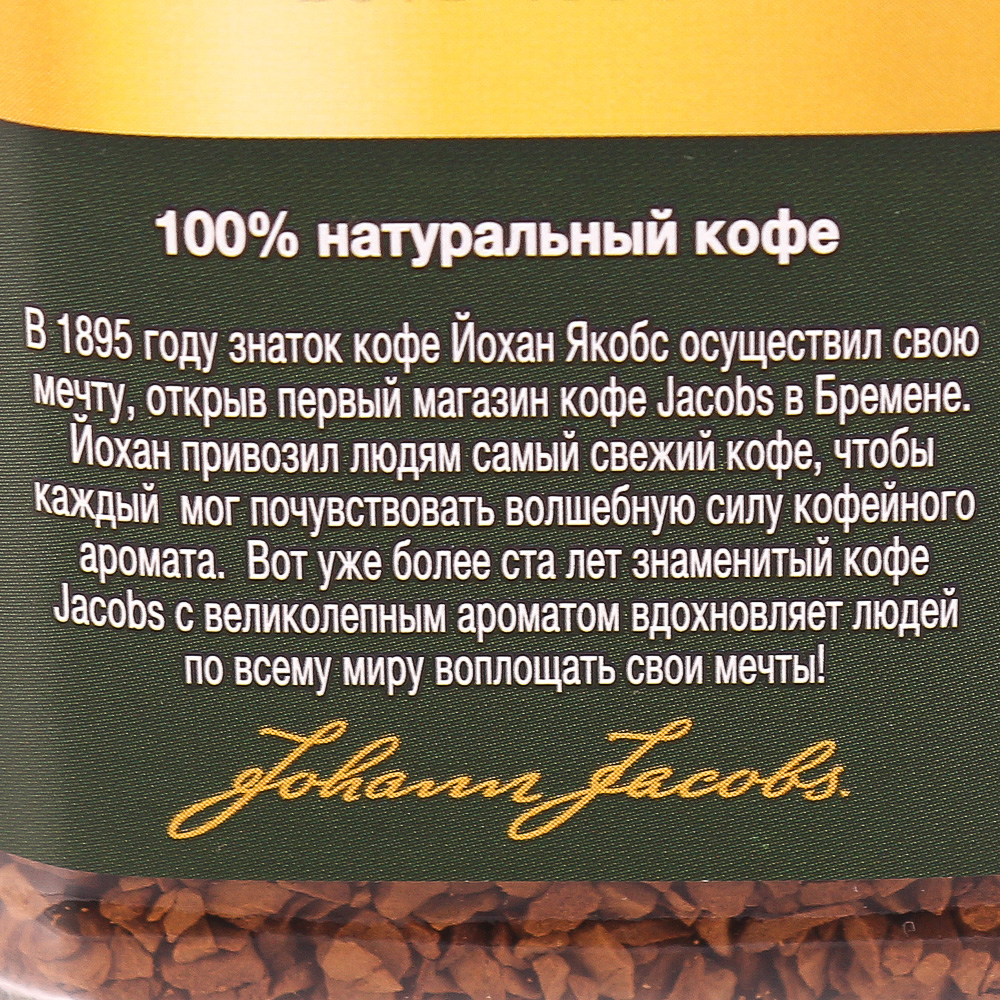 100% натуральный кофе
В 1895 году знаток кофе Йохан Якобс осуществил свою
мечту, открыв первый магазин кофе Jacobs в Бремене.
Йохан привозил людям самый свежий кофе, чтобы
каждый мог почувствовать волшебную силу кофейного
аромата. Вот уже более ста лет знаменитый кофе
Jacobs с великолепным ароматом вдохновляет людей
по всему миру воплощать свои мечты!
Johann Jacobs.